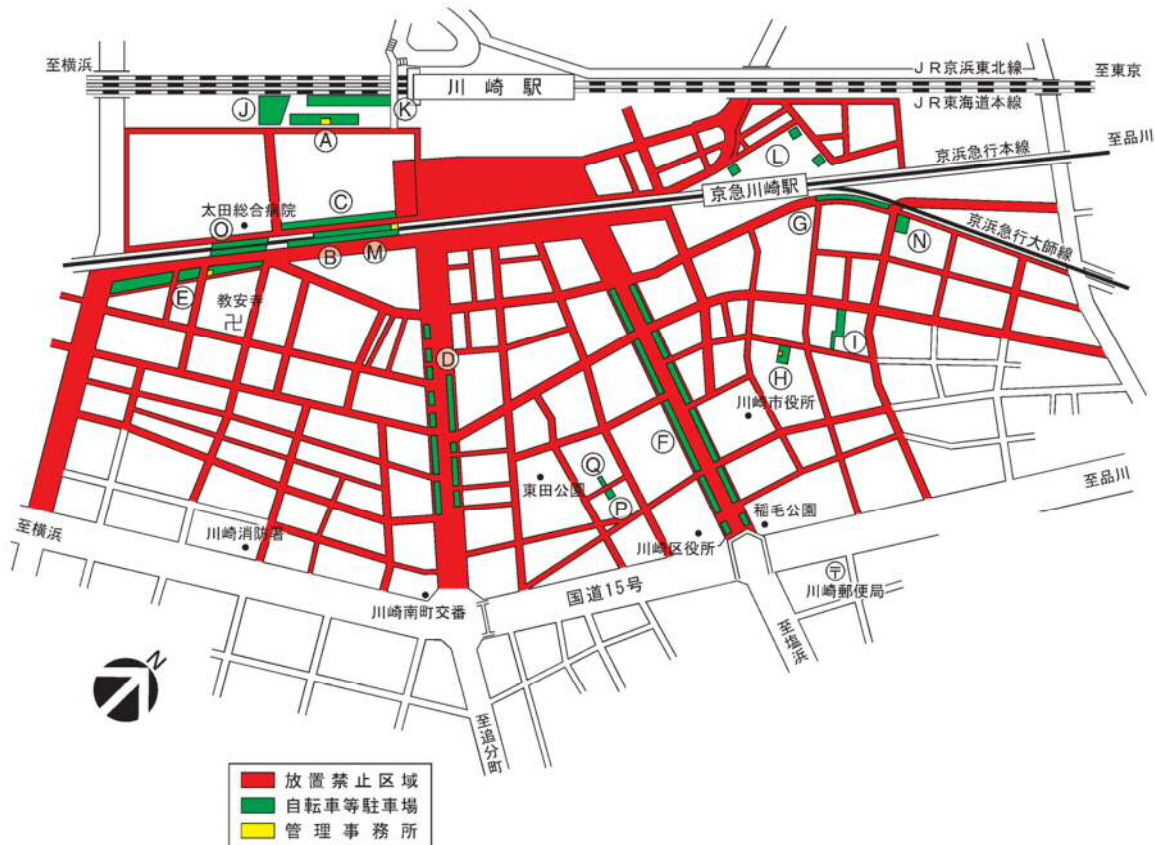 至横浜
川崎駅
JR京浜東北線
至東京
JR東海道本線
J
K
A
至品川
京浜急行本線
L
京急川崎駅
C
太田総合病院
O
G
N
京浜急行大師線
B
M
E
教安寺
卍
D
I
H
川崎市役所
F
Q
東田公園
P
至品川
稲毛公園
至横浜
川崎消防署
川崎区役所
国道15号
〒
川崎郵便局
川崎南町交番
至塩浜
N
至追分町
放置禁止区域
自転車等駐車場
管理事務所